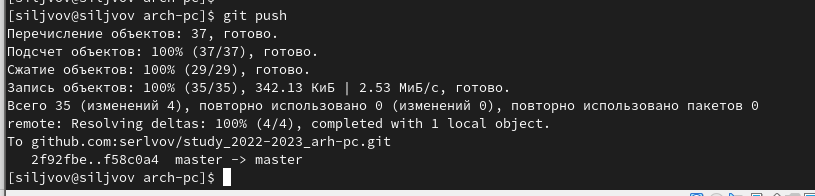 [siljvov@siljvov arch-pc]$ git push
Перечисление объектов: 37, готово.
Подсчет объектов: 100% (37/37), готово.
Сжатие объектов: 100% (29/29), готово.
Запись объектов: 100% (35/35), 342.13 КиБ | 2.53 МиБ/с, готово.
Всего 35 (изменений 4), повторно использовано 0 (изменений 0), повторно использовано пакетов 0
remote: Resolving deltas: 100% (4/4), completed with 1 local object.
To github.com:serlvov/study_2022-2023_arh-pc.git
   2f92fbe..f58c0a4  master -> master
[siljvov@siljvov arch-pc]$